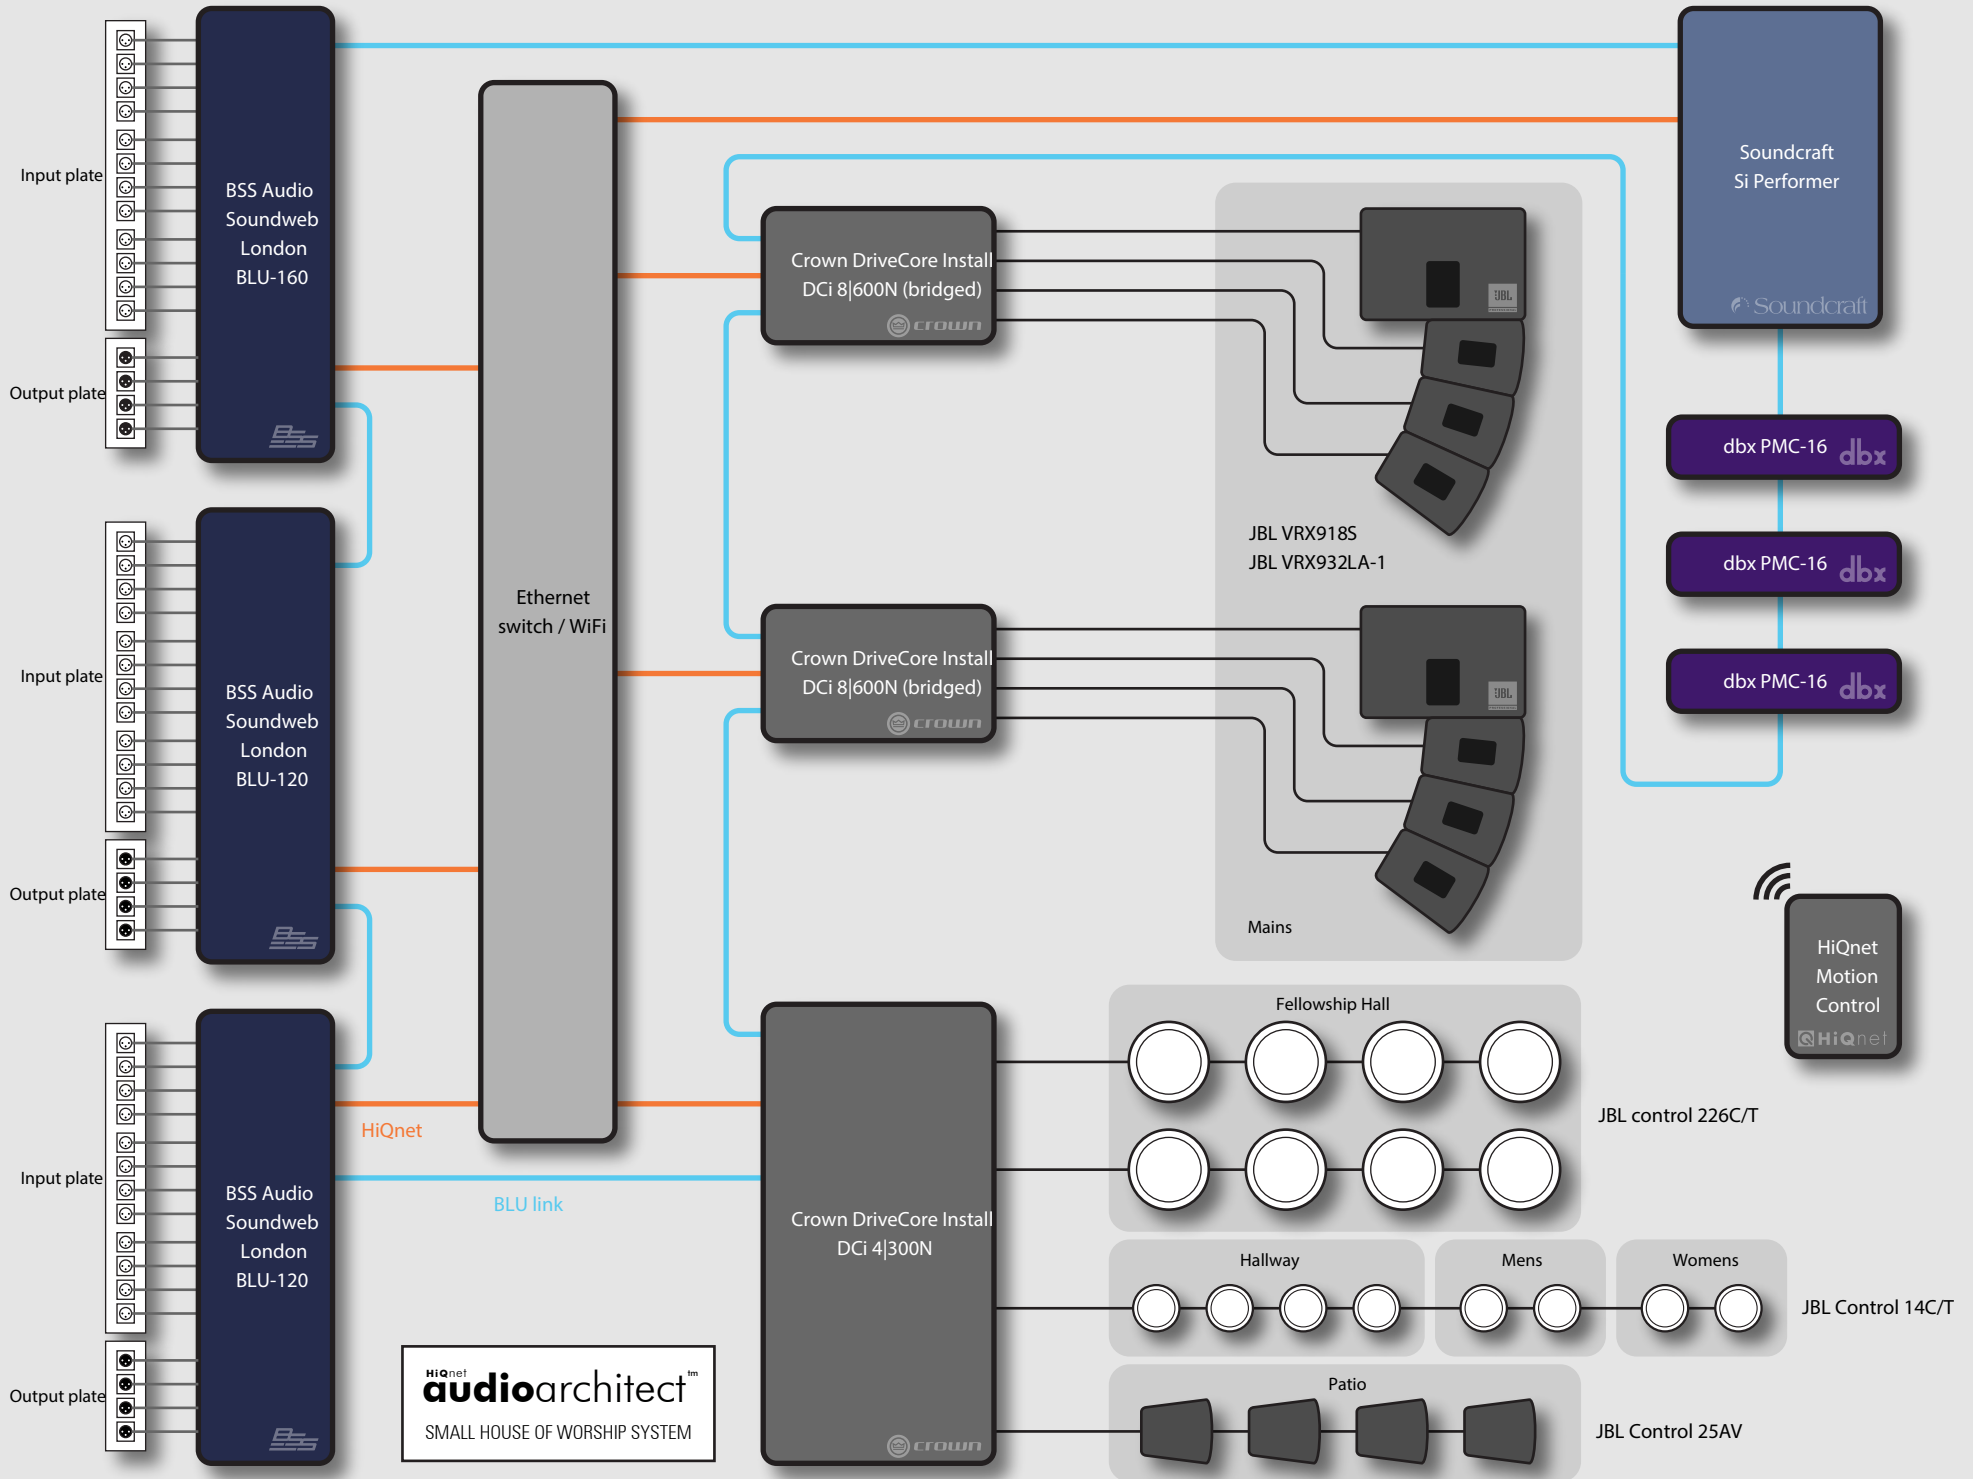 Input plate
Output plate
BSS Audio
Soundweb
London
BLU-160
BSS
Input plate
Output plate
BSS Audio
Soundweb
London
BLU-120
BSS
Input plate
Output plate
BSS Audio
Soundweb
London
BLU-120
BSS
Ethernet
switch / WiFi
HiQnet
BLU link
HiQnet
audioarchitect™
SMALL HOUSE OF WORSHIP SYSTEM
Crown DriveCore Install
DCi 8|600N (bridged)
crown
Crown DriveCore Install
DCi 8|600N (bridged)
crown
Crown DriveCore Install
DCi 4|300N
crown
JBL
JBL VRX918S
JBL VRX932LA-1
JBL
Mains
Fellowship Hall
JBL control 226C/T
Hallway
Mens
Womens
JBL Control 14C/T
Patio
JBL Control 25AV
Soundcraft
Si Performer
Soundcraft
dbx PMC-16 dbx
dbx PMC-16 dbx
dbx PMC-16 dbx
HiQnet
Motion
Control
HiQnet